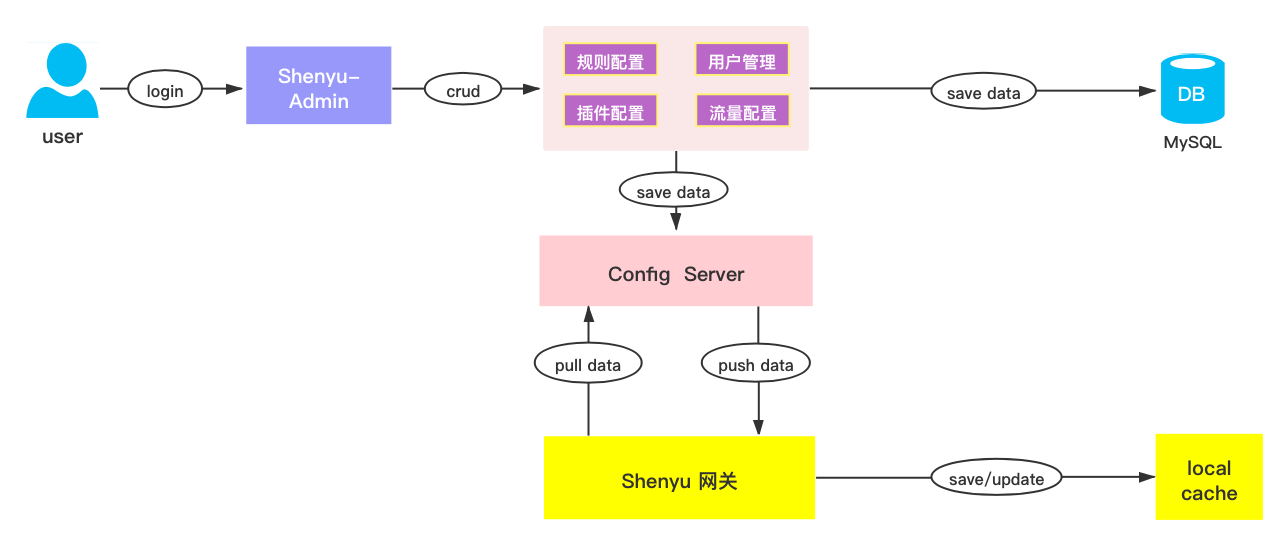 user
login
Shenyu-
Admin
crud
规则配置
用户管理
插件配置
流量配置
save data
DB
MySQL
save data
Config Server
pull data
push data
Shenyu 网关
save/update
local
cache